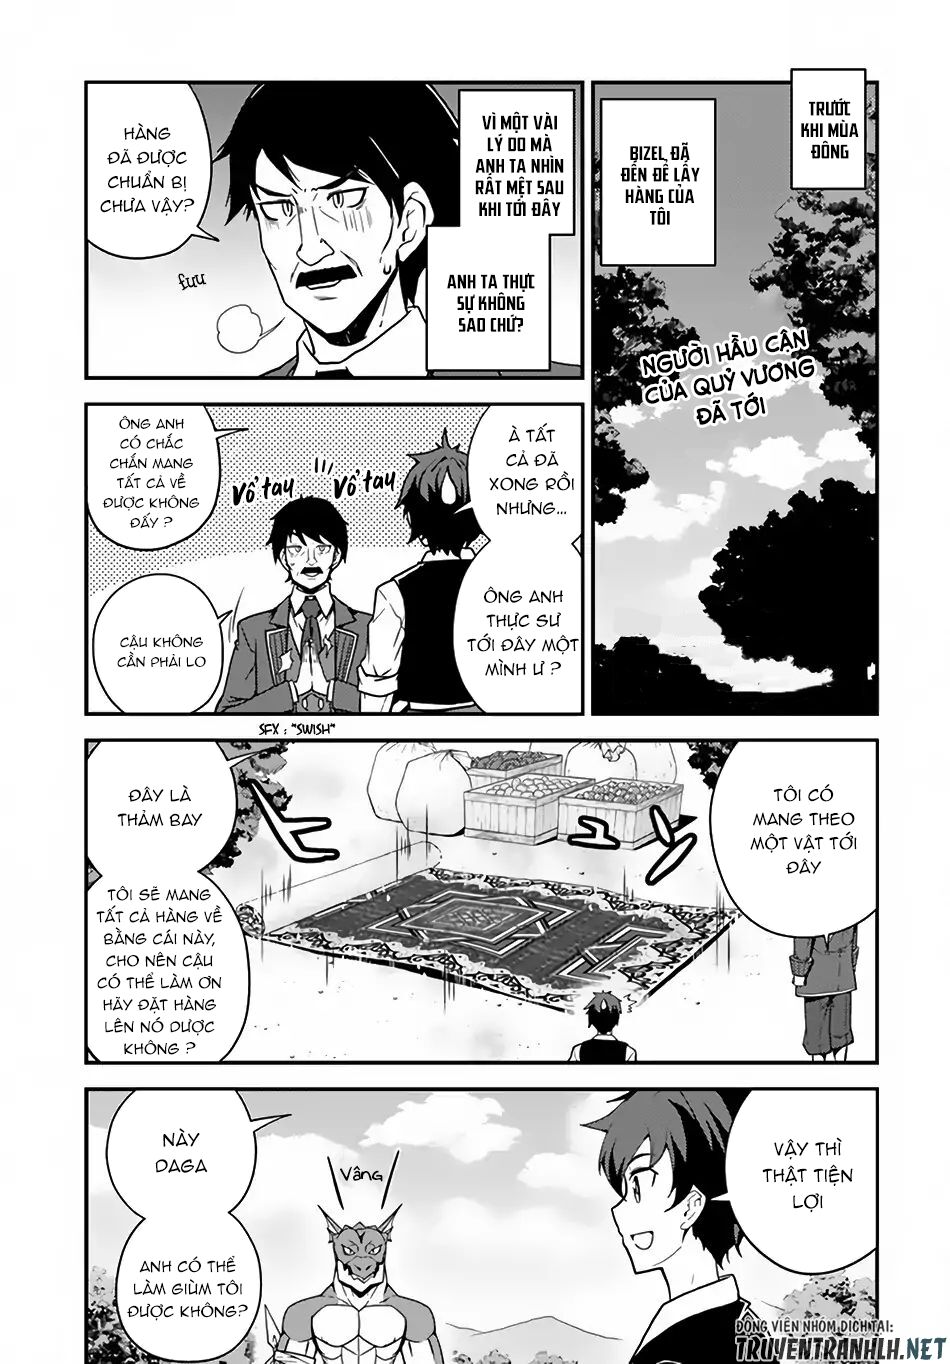 TRƯỚC
KHI MÙA
ĐÔNG
BIZEL ĐÃ
ĐẾN ĐỂ LẤY
HÀNG CỦA
TÔI
NGƯỜI HẦU CẬN
CỦA QUỶ VƯƠNG
ĐÃ TỚI
VÌ MỘT VÀI
LÝ DO MÀ
ANH TA NHÌN
RẤT MỆT SAU
KHI TỚI ĐÂY
ANH TA THỰC
SỰ KHÔNG
SAO CHỨ?
HÀNG
ĐÃ ĐƯỢC
CHUẨN BỊ
CHƯA VẬY?
fuu
À TẤT
CẢ ĐÃ
XONG RỒI
NHƯNG...
ÔNG ANH
THỰC SƯ
TỚI ĐÂY MỘT
MÌNH Ư ?
VỔ TAY
VỔ TAY
ÔNG ANH
CÓ CHẮC
CHẮN MANG
TẤT CẢ VỀ
ĐƯỢC KHÔNG
ĐẤY ?
CẬU KHÔNG
CẦN PHẢI LO
SFX : "SWISH"
TÔI CÓ
MANG THEO
MỘT VẬT TỚI
ĐÂY
ĐÂY LÀ
THẢM BAY
TÔI SẼ MANG
TẤT CẢ HÀNG VỀ
BẰNG CÁI NÀY,
CHO NÊN CẬU
CÓ THỂ LÀM ƠN
HÃY ĐẶT HÀNG
LÊN NÓ DƯỢC
KHÔNG ?
VẬY THÌ
THẬT TIỆN
LỢI
Vâng
NÀY
DAGA
ANH CÓ THỂ
LÀM GIÙM TÔI
ĐƯỢC KHÔNG?
ĐỘNG VIÊN NHÓM DỊCH TẠI:
TRUYENTRANHLH.NET